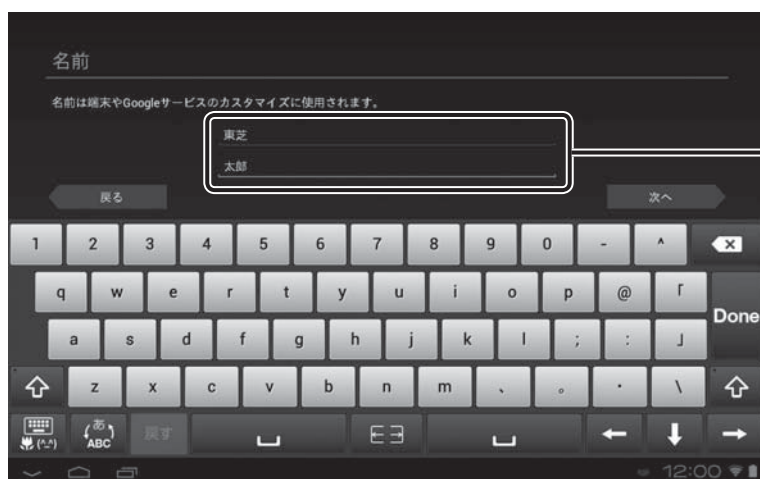 名前
名前は端末やGoogleサービスのカスタマイズに使用されます。
東芝
太郎
戻る 次へ
1 2 3 4 5 6 7 8 9 0 - ^
q w e r t y u i o p @ 「
a s d f g h j k l ; : 」 Done
z x c v b n m 、 。 ・ \
(^_^) あ ABC 戻す
12:00